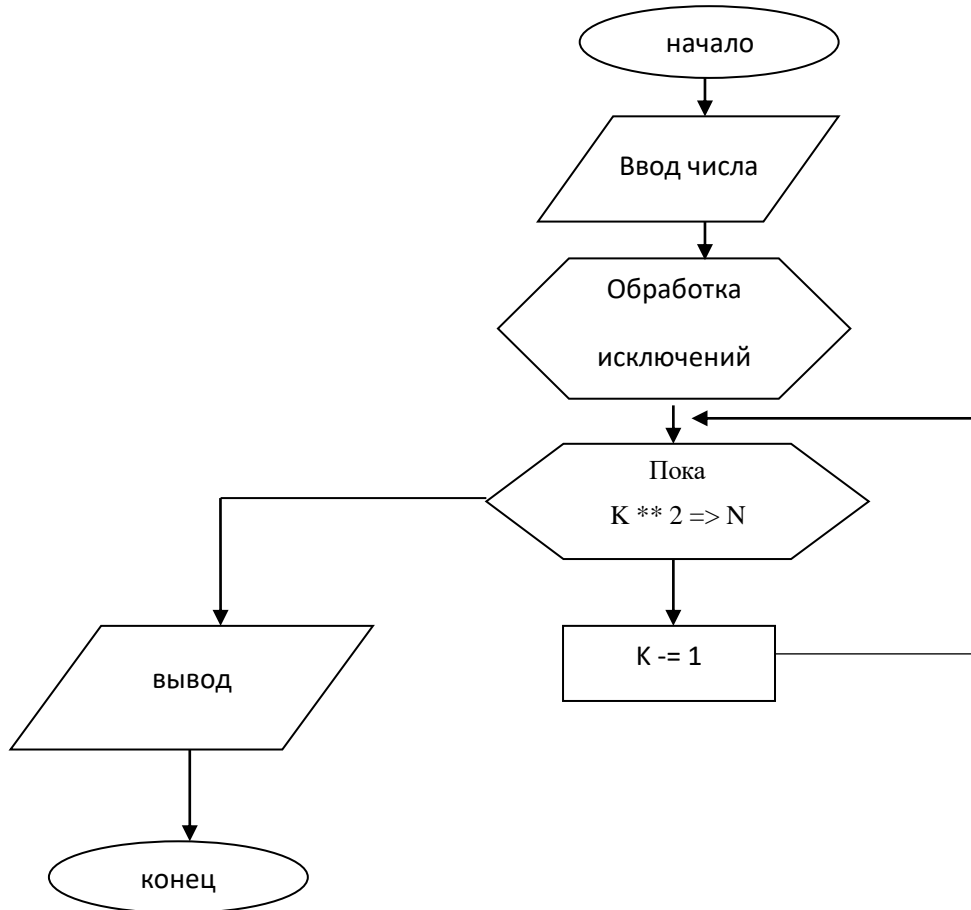 начало
Ввод числа
Обработка
исключений
Пока
K ** 2 => N
K -= 1
вывод
конец